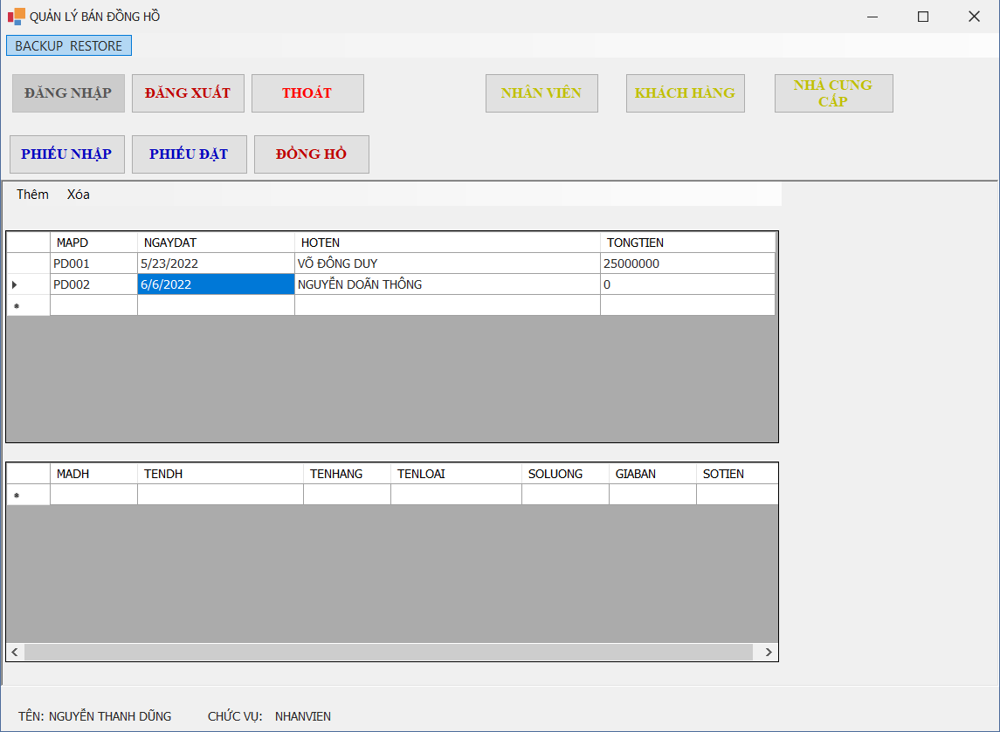 QUẢN LÝ BÁN ĐỒNG HỒ
BACKUP RESTORE
ĐĂNG NHẬP ĐĂNG XUẤT THOÁT NHÂN VIÊN KHÁCH HÀNG NHÀ CUNG
CẤP
PHIẾU NHẬP PHIẾU ĐẶT ĐỒNG HỒ
Thêm Xóa
MAPD NGAYDAT HOTEN TONGTIEN
PD001 5/23/2022 VÕ ĐÔNG DUY 25000000
PD002 6/6/2022 NGUYỄN DOÃN THÔNG 0
MADH TENDH TENHANG TENLOAI SOLUONG GIABAN SOTIEN
TÊN: NGUYỄN THANH DŨNG CHỨC VỤ: NHANVIEN